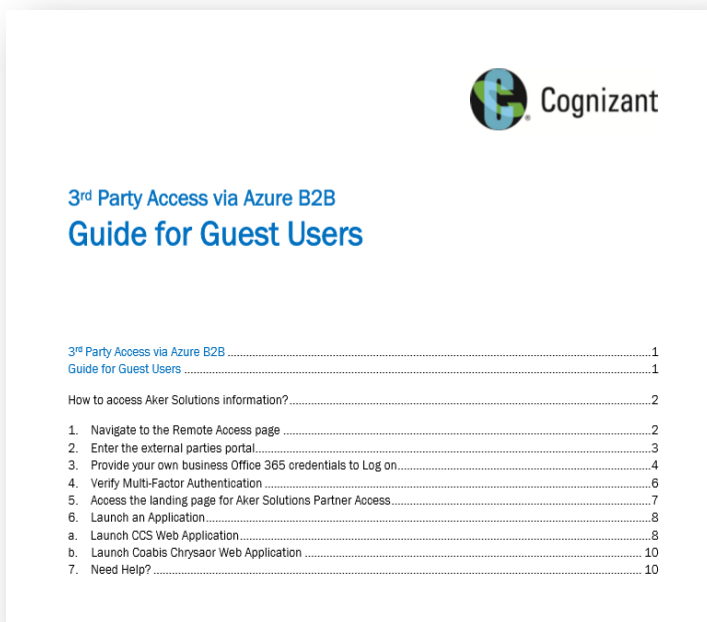 Cognizant
3rd Party Access via Azure B2B
Guide for Guest Users
3rd Party Access via Azure B2B 1
Guide for Guest Users 1
How to access Aker Solutions information? 2
1. Navigate to the Remote Access page 2
2. Enter the external parties portal 3
3. Provide your own business Office 365 credentials to Log on 4
4. Verify Multi-Factor Authentication 6
5. Access the landing page for Aker Solutions Partner Access 7
6. Launch an Application 8
a. Launch CCS Web Application 8
b. Launch Coabis Chrysaor Web Application 10
7. Need Help? 10